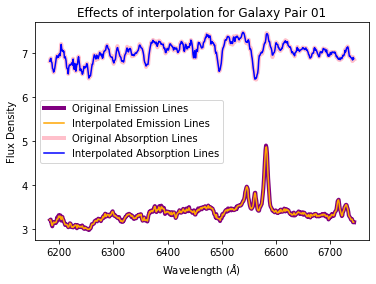 Effects of interpolation for Galaxy Pair 01
7
6
5
4
3
Flux Density
Original Emission Lines
Interpolated Emission Lines
Original Absorption Lines
Interpolated Absorption Lines
6200 6300 6400 6500 6600 6700
Wavelength (Å)